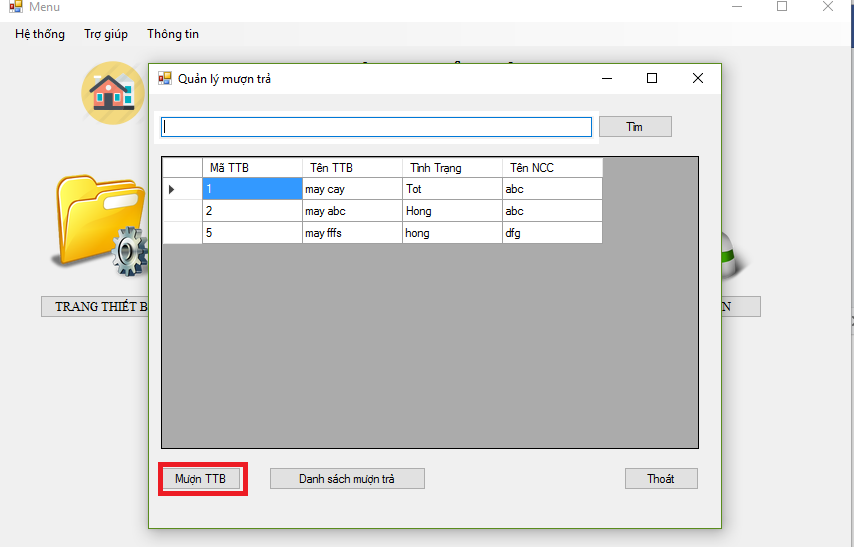 Menu
Hệ thống Trợ giúp Thông tin
Quản lý mượn trả
Tìm
Mã TTB Tên TTB Tình Trạng Tên NCC
1 may cay Tot abc
2 may abc Hong abc
5 may fffs hong dfg
TRANG THIẾT B
N
Mượn TTB Danh sách mượn trả Thoát